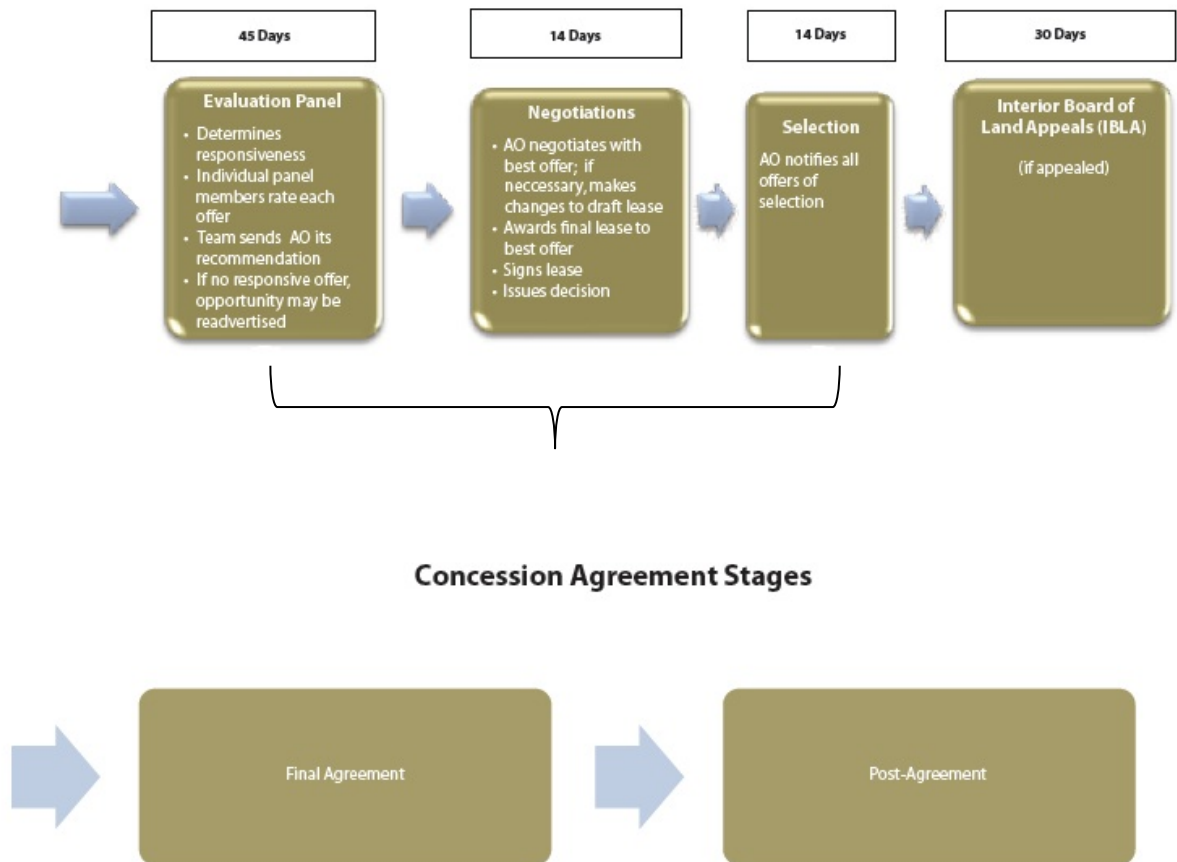 45 Days
14 Days
14 Days
30 Days
Evaluation Panel
• Determines
responsiveness
• Individual panel
members rate each
offer
• Team sends AO its
recommendation
• If no responsive offer,
opportunity may be
readvertised
Negotiations
• AO negotiates with
best offer; if
neccessary, makes
changes to draft lease
• Awards final lease to
best offer
• Signs lease
• Issues decision
Selection
AO notifies all
offers of
selection
Interior Board of
Land Appeals (IBLA)
(if appealed)
Concession Agreement Stages
Final Agreement
Post-Agreement